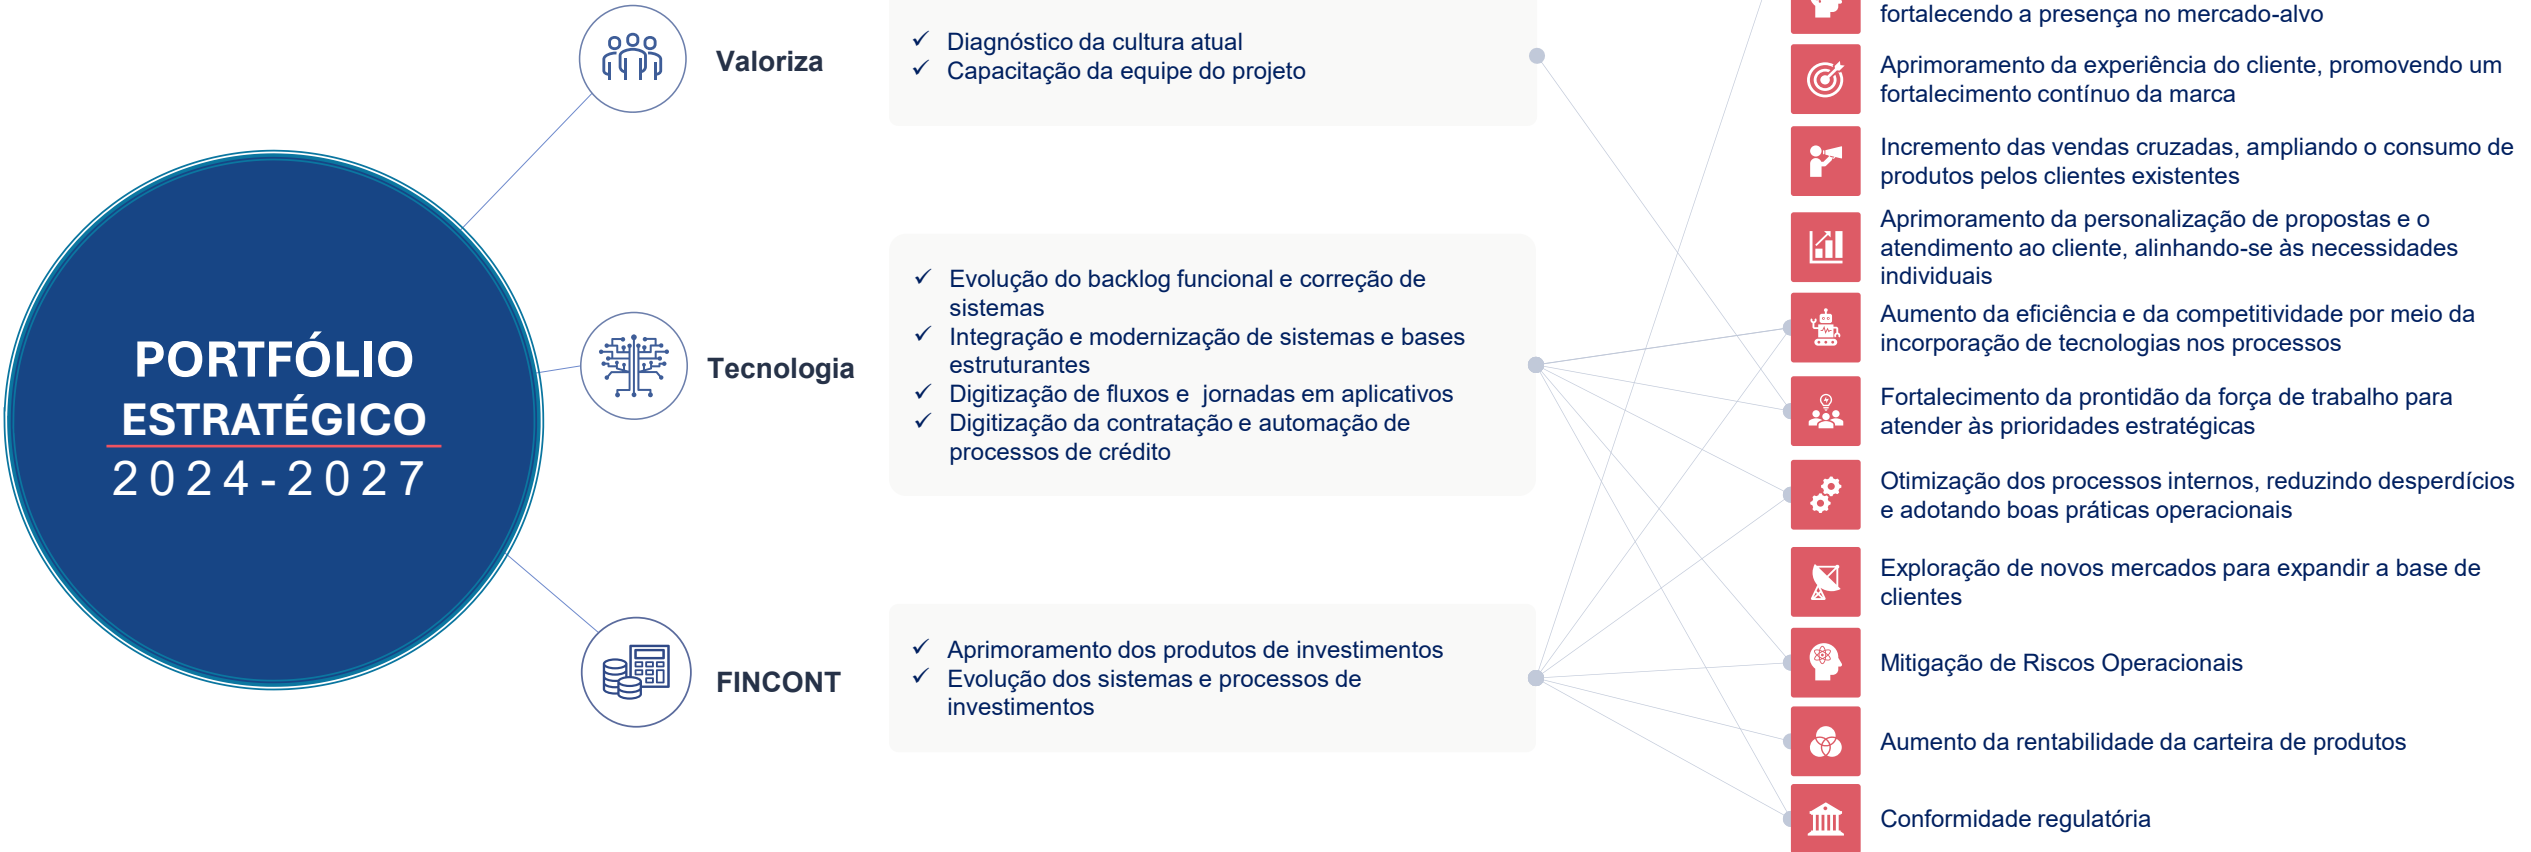 PORTFÓLIO
ESTRATÉGICO
2024-2027
Valoriza
✓ Diagnóstico da cultura atual
✓ Capacitação da equipe do projeto
Tecnologia
✓ Evolução do backlog funcional e correção de
sistemas
✓ Integração e modernização de sistemas e bases
estruturantes
✓ Digitização de fluxos e jornadas em aplicativos
✓ Digitização da contratação e automação de
processos de crédito
FINCONT
✓ Aprimoramento dos produtos de investimentos
✓ Evolução dos sistemas e processos de
investimentos
fortalecendo a presença no mercado-alvo
Aprimoramento da experiência do cliente, promovendo um
fortalecimento contínuo da marca
Incremento das vendas cruzadas, ampliando o consumo de
produtos pelos clientes existentes
Aprimoramento da personalização de propostas e o
atendimento ao cliente, alinhando-se às necessidades
individuais
Aumento da eficiência e da competitividade por meio da
incorporação de tecnologias nos processos
Fortalecimento da prontidão da força de trabalho para
atender às prioridades estratégicas
Otimização dos processos internos, reduzindo desperdícios
e adotando boas práticas operacionais
Exploração de novos mercados para expandir a base de
clientes
Mitigação de Riscos Operacionais
Aumento da rentabilidade da carteira de produtos
Conformidade regulatória